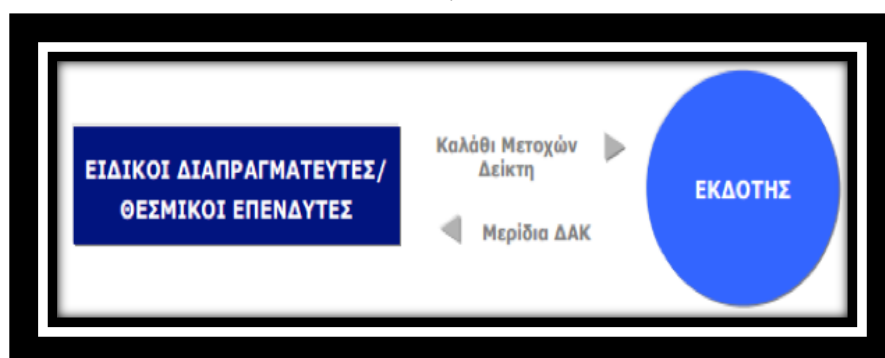 ΕΙΔΙΚΟΙ ΔΙΑΠΡΑΓΜΑΤΕΥΤΕΣ/
ΘΕΣΜΙΚΟΙ ΕΠΕΝΔΥΤΕΣ
Καλάθι Μετοχών
Δείκτη
Μερίδια ΔΑΚ
ΕΚΔΟΤΗΣ